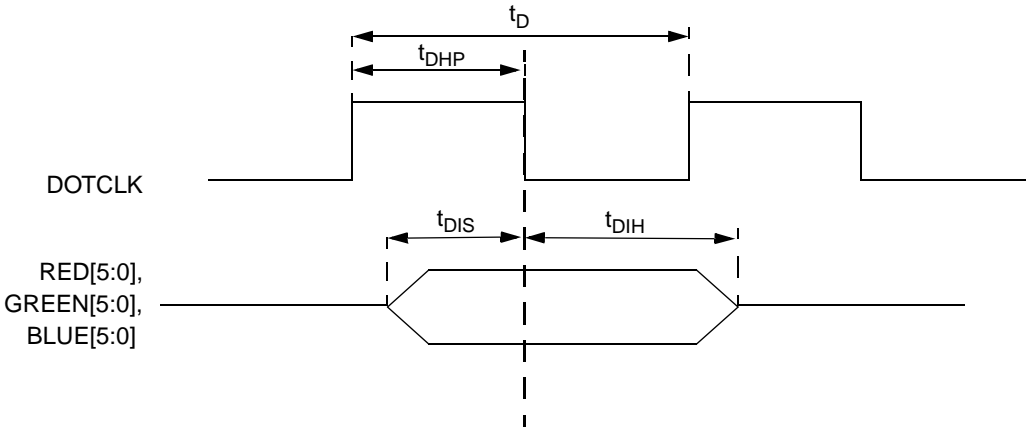 tD
tDHP
DOTCLK
tDIS
tDIH
RED[5:0],
GREEN[5:0],
BLUE[5:0]